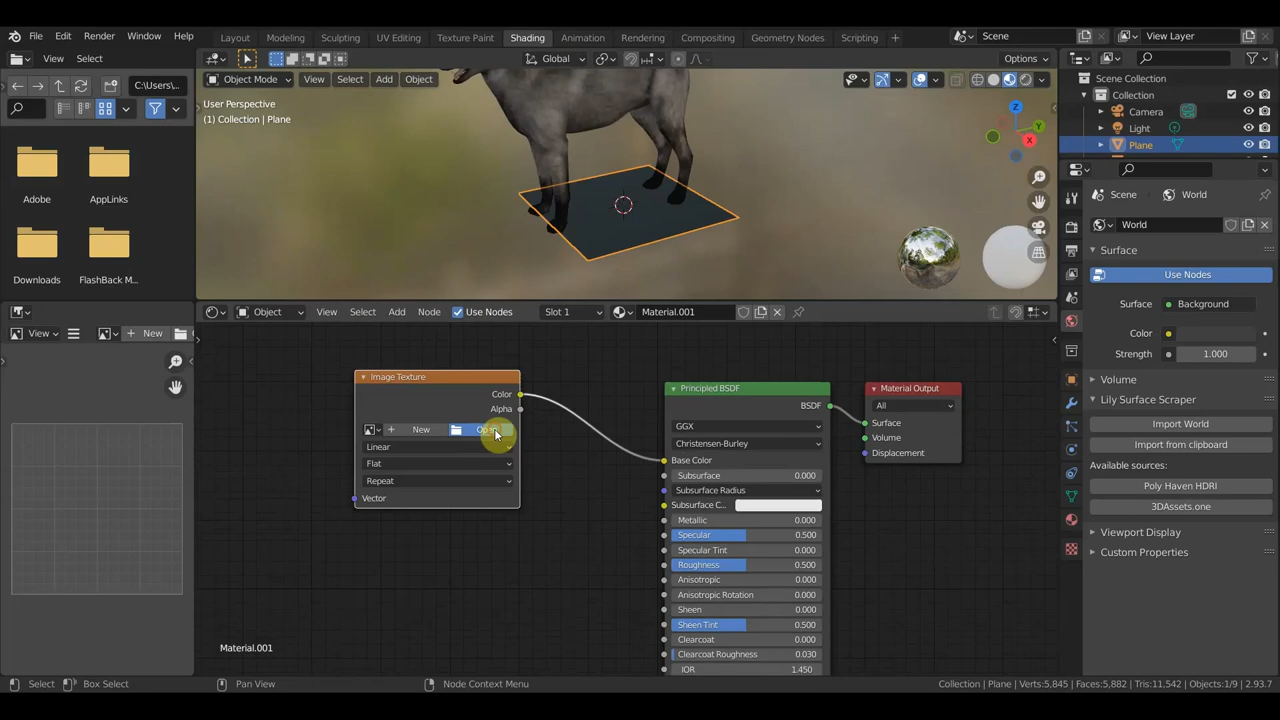 File Edit Render Window Help Layout Modeling Sculpting UV Editing Texture Paint Shading Animation Rendering Geometry Nodes Scripting Scene View Layer
View Select Global Options
C:\Users\... Object Mode View Select Add Object
User Perspective
(1) Collection | Plane
Adobe
AppLinks
Downloads
FlashBack M...
Scene Collection
Collection
Camera
Light
Plane
Scene World
World
Surface
Use Nodes
Surface Background
Color
Strength 1.000
Volume
Lily Surface Scraper
Import World
Import from clipboard
Available sources:
Poly Haven HDRI
3DAssets.one
Viewport Display
Custom Properties
View New
Object View Select Add Node Use Nodes Slot 1 Material.001
Image Texture
Color
Alpha
New
Linear
Flat
Repeat
Vector
Principled BSDF
BSDF
GGX
Christensen-Burley
Base Color
Subsurface 0.000
Subsurface Radius
Subsurface C...
Metallic 0.000
Specular 0.500
Specular Tint 0.000
Roughness 0.500
Anisotropic 0.000
Anisotropic Rotation 0.000
Sheen 0.000
Sheen Tint 0.500
Clearcoat 0.000
Clearcoat Roughness 0.030
IOR 1.450
Material Output
All
Surface
Volume
Displacement
Material.001
Select Box Select Pan View Node Context Menu Collection | Plane | Verts:5,845 | Faces:5,882 | Tris:11,542 | Objects:1/9 | 2.93.7